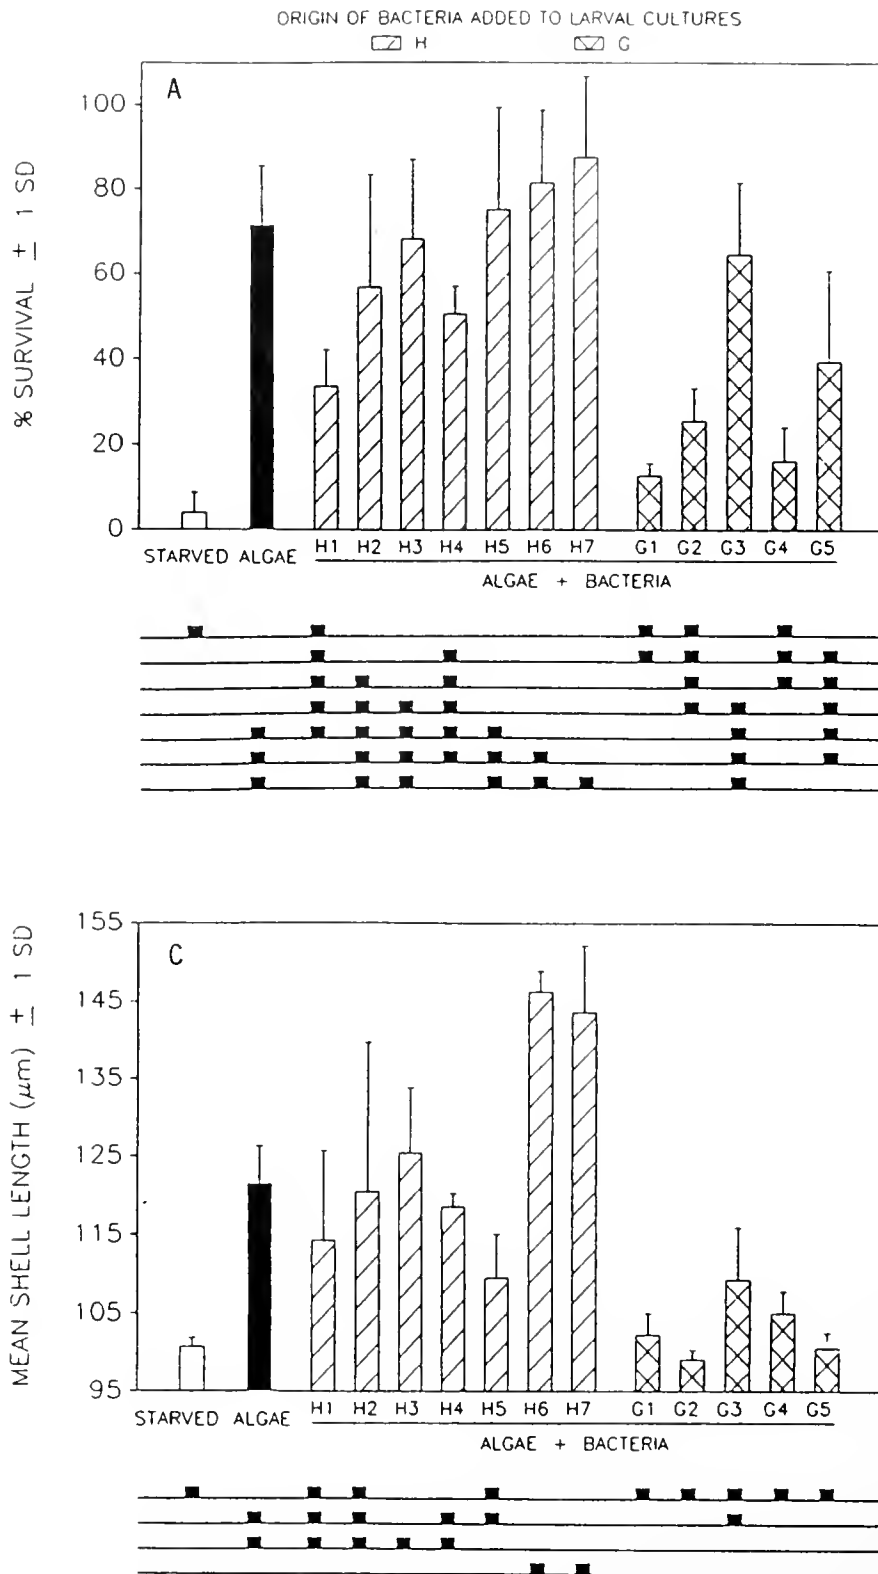 ORIGIN OF BACTERIA ADDED TO LARVAL CULTURES
H G
A
% SURVIVAL ± 1 SD
100
80
60
40
20
0
STARVED ALGAE H1 H2 H3 H4 H5 H6 H7 G1 G2 G3 G4 G5
ALGAE + BACTERIA
C
MEAN SHELL LENGTH (μm) ± 1 SD
155
145
135
125
115
105
95
STARVED ALGAE H1 H2 H3 H4 H5 H6 H7 G1 G2 G3 G4 G5
ALGAE + BACTERIA